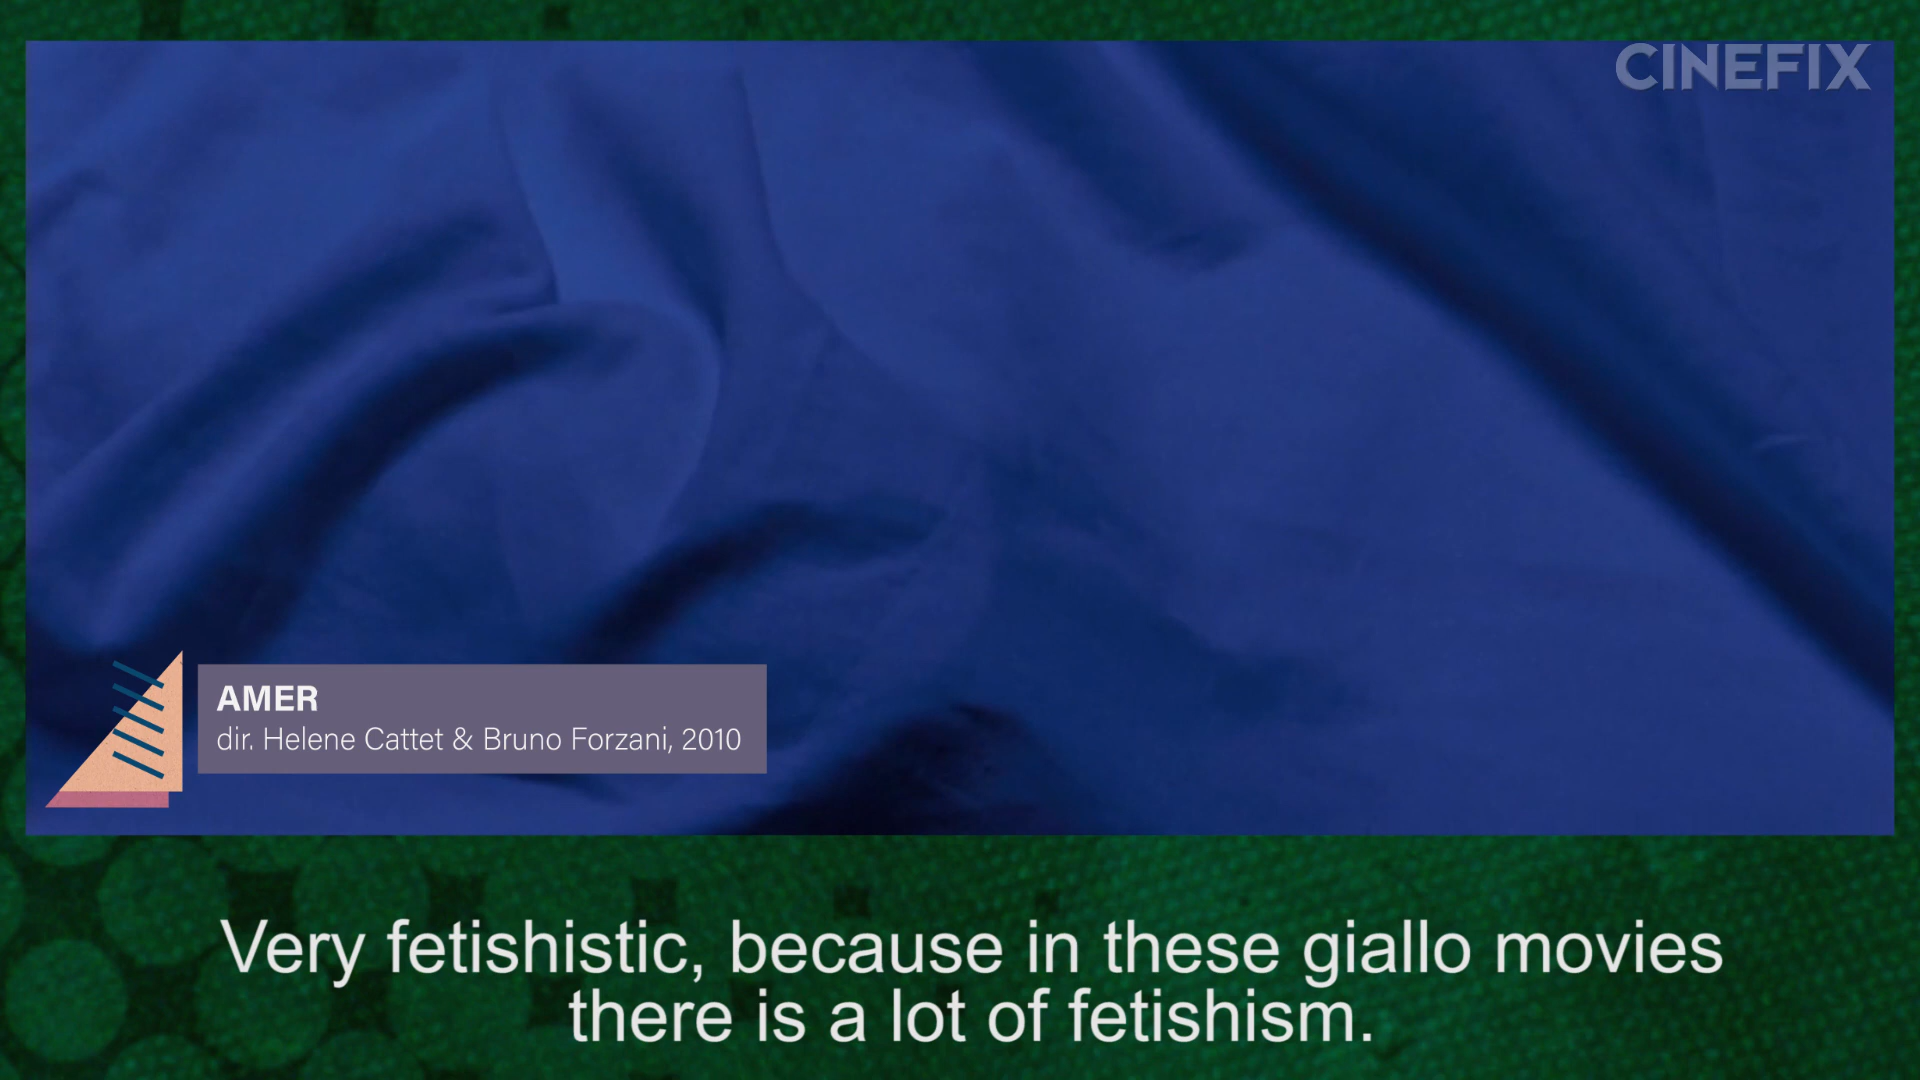 CINEFIX
AMER
dir. Helene Cattet & Bruno Forzani, 2010
Very fetishistic, because in these giallo movies
there is a lot of fetishism.